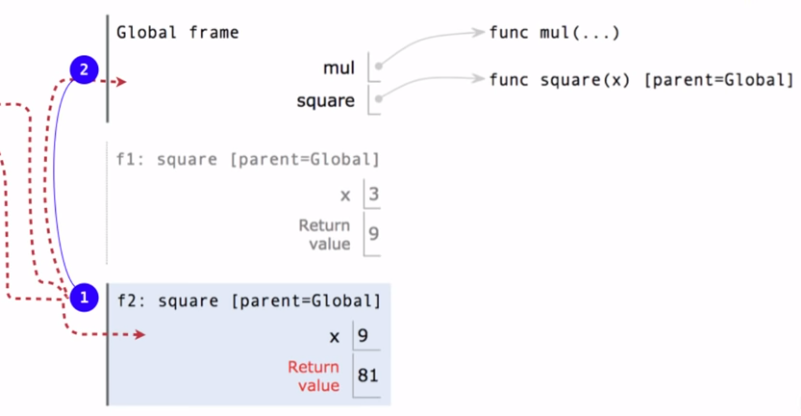 Global frame
mul
square
func mul(...)
func square(x) [parent=Global]
2
f1: square [parent=Global]
x 3
Return
value 9
1
f2: square [parent=Global]
x 9
Return
value 81